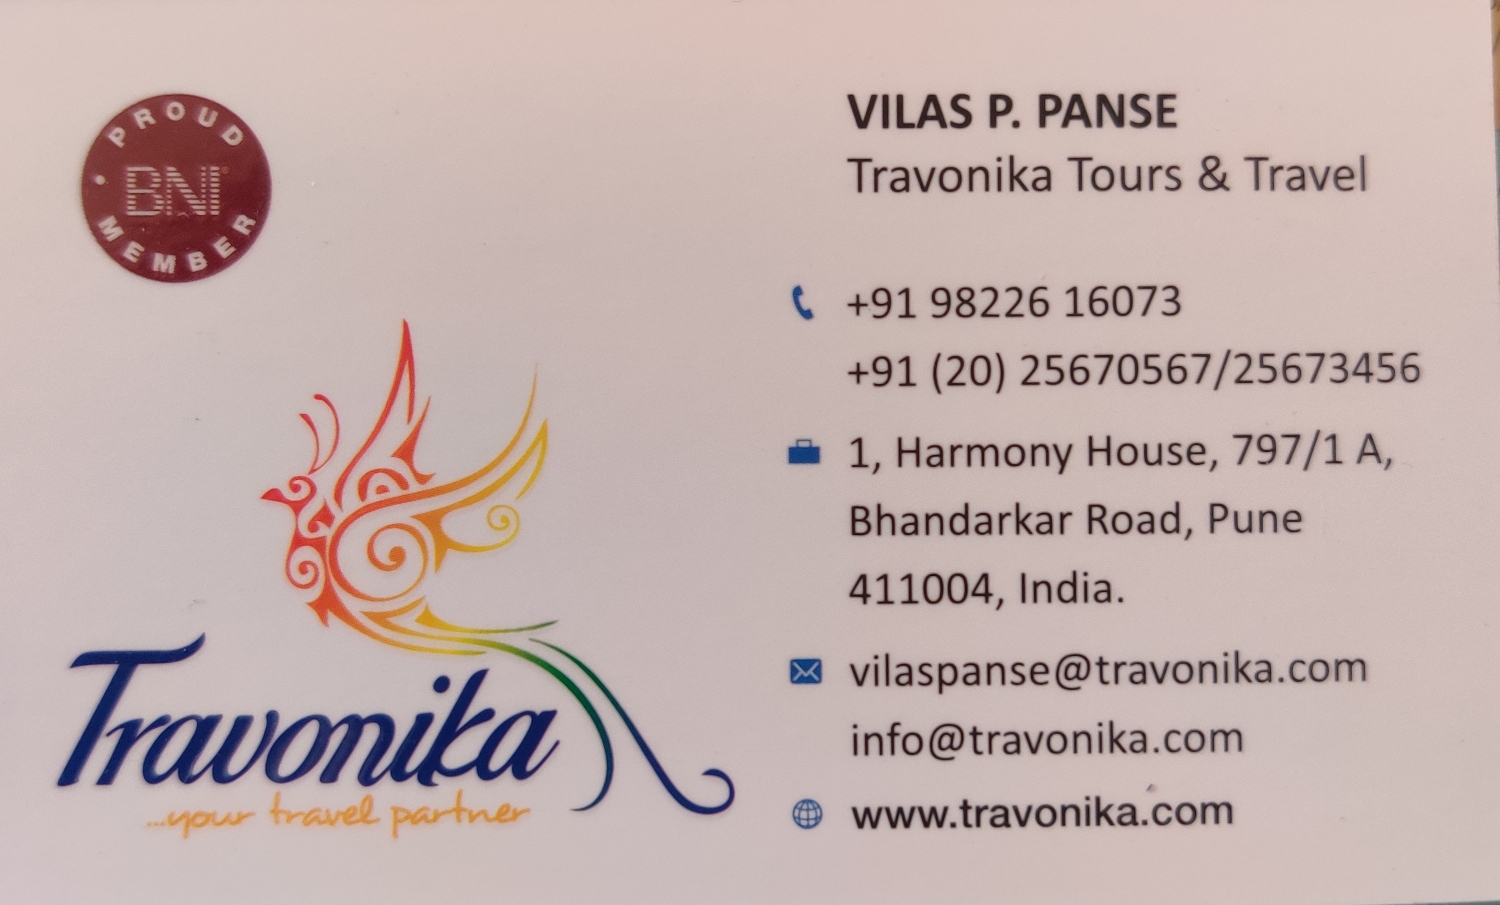 PROUD
BNI
MEMBER
Travonika
...your travel partner
VILAS P. PANSE
Travonika Tours & Travel
+91 98226 16073
+91 (20) 25670567/25673456
1, Harmony House, 797/1 A,
Bhandarkar Road, Pune
411004, India.
vilaspanse@travonika.com
info@travonika.com
www.travonika.com